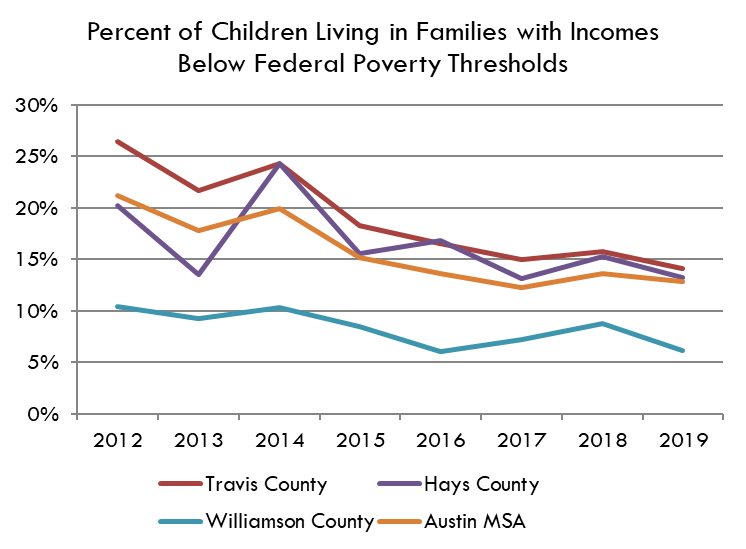 Percent of Children Living in Families with Incomes
Below Federal Poverty Thresholds
30%
25%
20%
15%
10%
5%
0%
2012 2013 2014 2015 2016 2017 2018 2019
Travis County Hays County
Williamson County Austin MSA